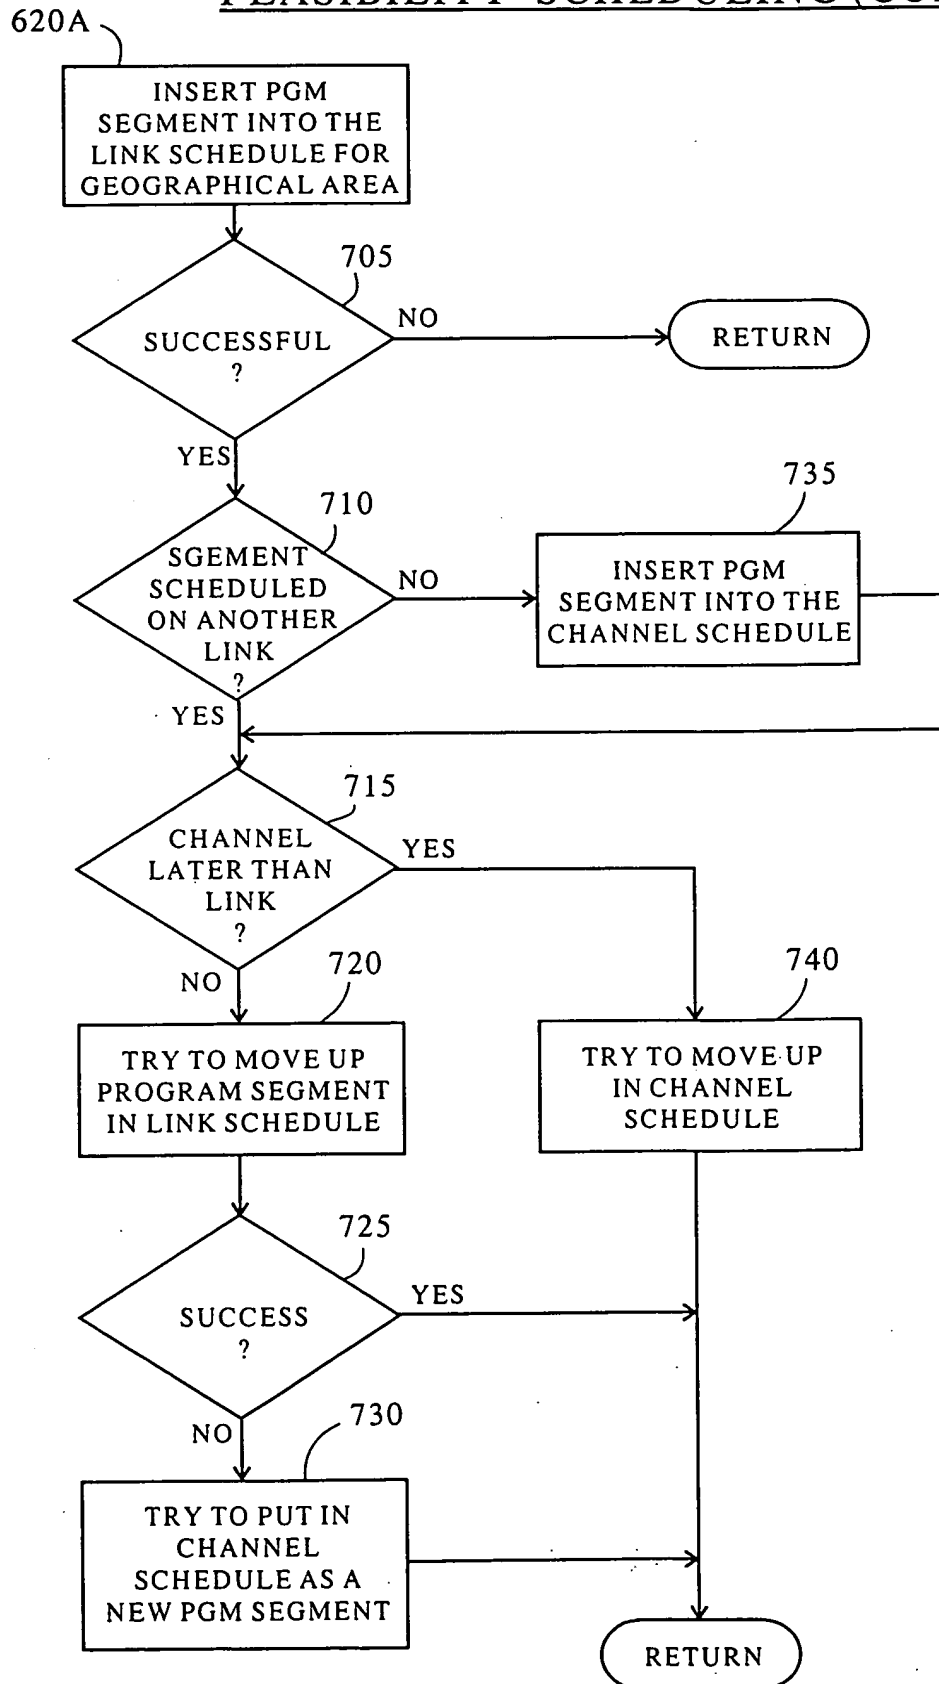 FEASIBILITY SCHEDULING
620A
INSERT PGM
SEGMENT INTO THE
LINK SCHEDULE FOR
GEOGRAPHICAL AREA
705
SUCCESSFUL
?
NO
RETURN
YES
710
SGEMENT
SCHEDULED
ON ANOTHER
LINK
?
NO
735
INSERT PGM
SEGMENT INTO THE
CHANNEL SCHEDULE
YES
715
CHANNEL
LATER THAN
LINK
?
YES
NO
720
TRY TO MOVE UP
PROGRAM SEGMENT
IN LINK SCHEDULE
740
TRY TO MOVE UP
IN CHANNEL
SCHEDULE
725
SUCCESS
?
YES
NO
730
TRY TO PUT IN
CHANNEL
SCHEDULE AS A
NEW PGM SEGMENT
RETURN